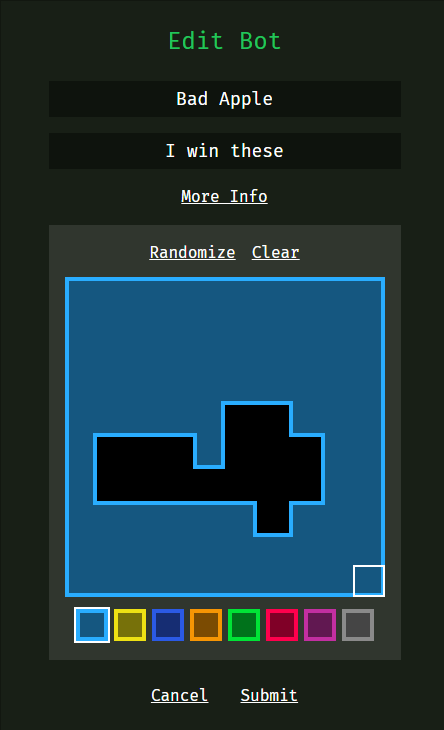 Edit Bot
Bad Apple
I win these
More Info
Randomize Clear
Cancel Submit